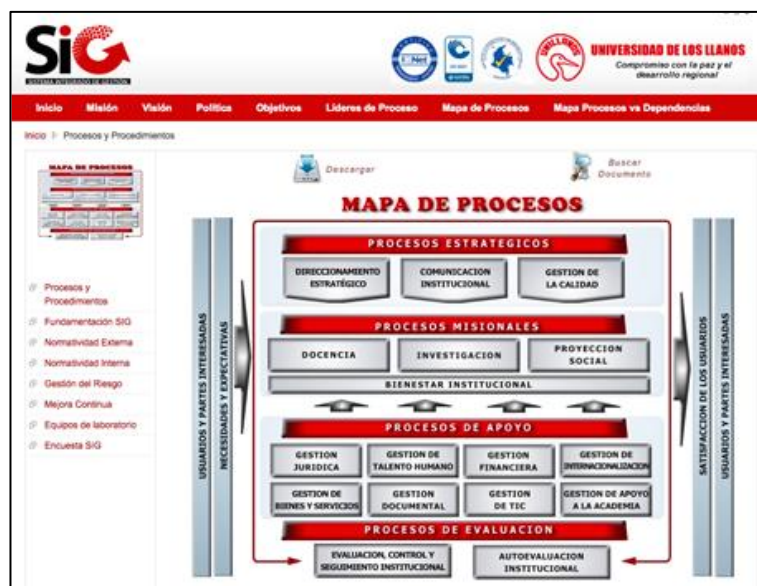 SiG
SISTEMA INTEGRADO DE GESTIÓN
UNILLANOS
UNIVERSIDAD DE LOS LLANOS
Compromiso con la paz y el
desarrollo regional
Inicio Misión Visión Política Objetivos Líderes de Proceso Mapa de Procesos Mapa Procesos vs Dependencias
Inicio Procesos y Procedimientos
MAPA DE PROCESOS
Descargar
Buscar
Documento
Procesos y
Procedimientos
Fundamentación SIG
Normatividad Externa
Normatividad Interna
Gestión del Riesgo
Mejora Continua
Equipos de laboratorio
Encuesta SIG
MAPA DE PROCESOS
USUARIOS Y PARTES INTERESADAS
NECESIDADES Y EXPECTATIVAS
PROCESOS ESTRATEGICOS
DIRECCIONAMIENTO
ESTRATÉGICO
COMUNICACION
INSTITUCIONAL
GESTION DE
LA CALIDAD
PROCESOS MISIONALES
DOCENCIA
INVESTIGACION
PROYECCION
SOCIAL
BIENESTAR INSTITUCIONAL
PROCESOS DE APOYO
GESTION
JURIDICA
GESTION DE
TALENTO HUMANO
GESTION
FINANCIERA
GESTION DE
INTERNACIONALIZACION
GESTION DE
BIENES Y SERVICIOS
GESTION
DOCUMENTAL
GESTION
DE TIC
GESTION DE APOYO
A LA ACADEMIA
PROCESOS DE EVALUACION
EVALUACION, CONTROL Y
SEGUIMIENTO INSTITUCIONAL
AUTOEVALUACION
INSTITUCIONAL
SATISFACCION DE LOS USUARIOS
USUARIOS Y PARTES INTERESADAS